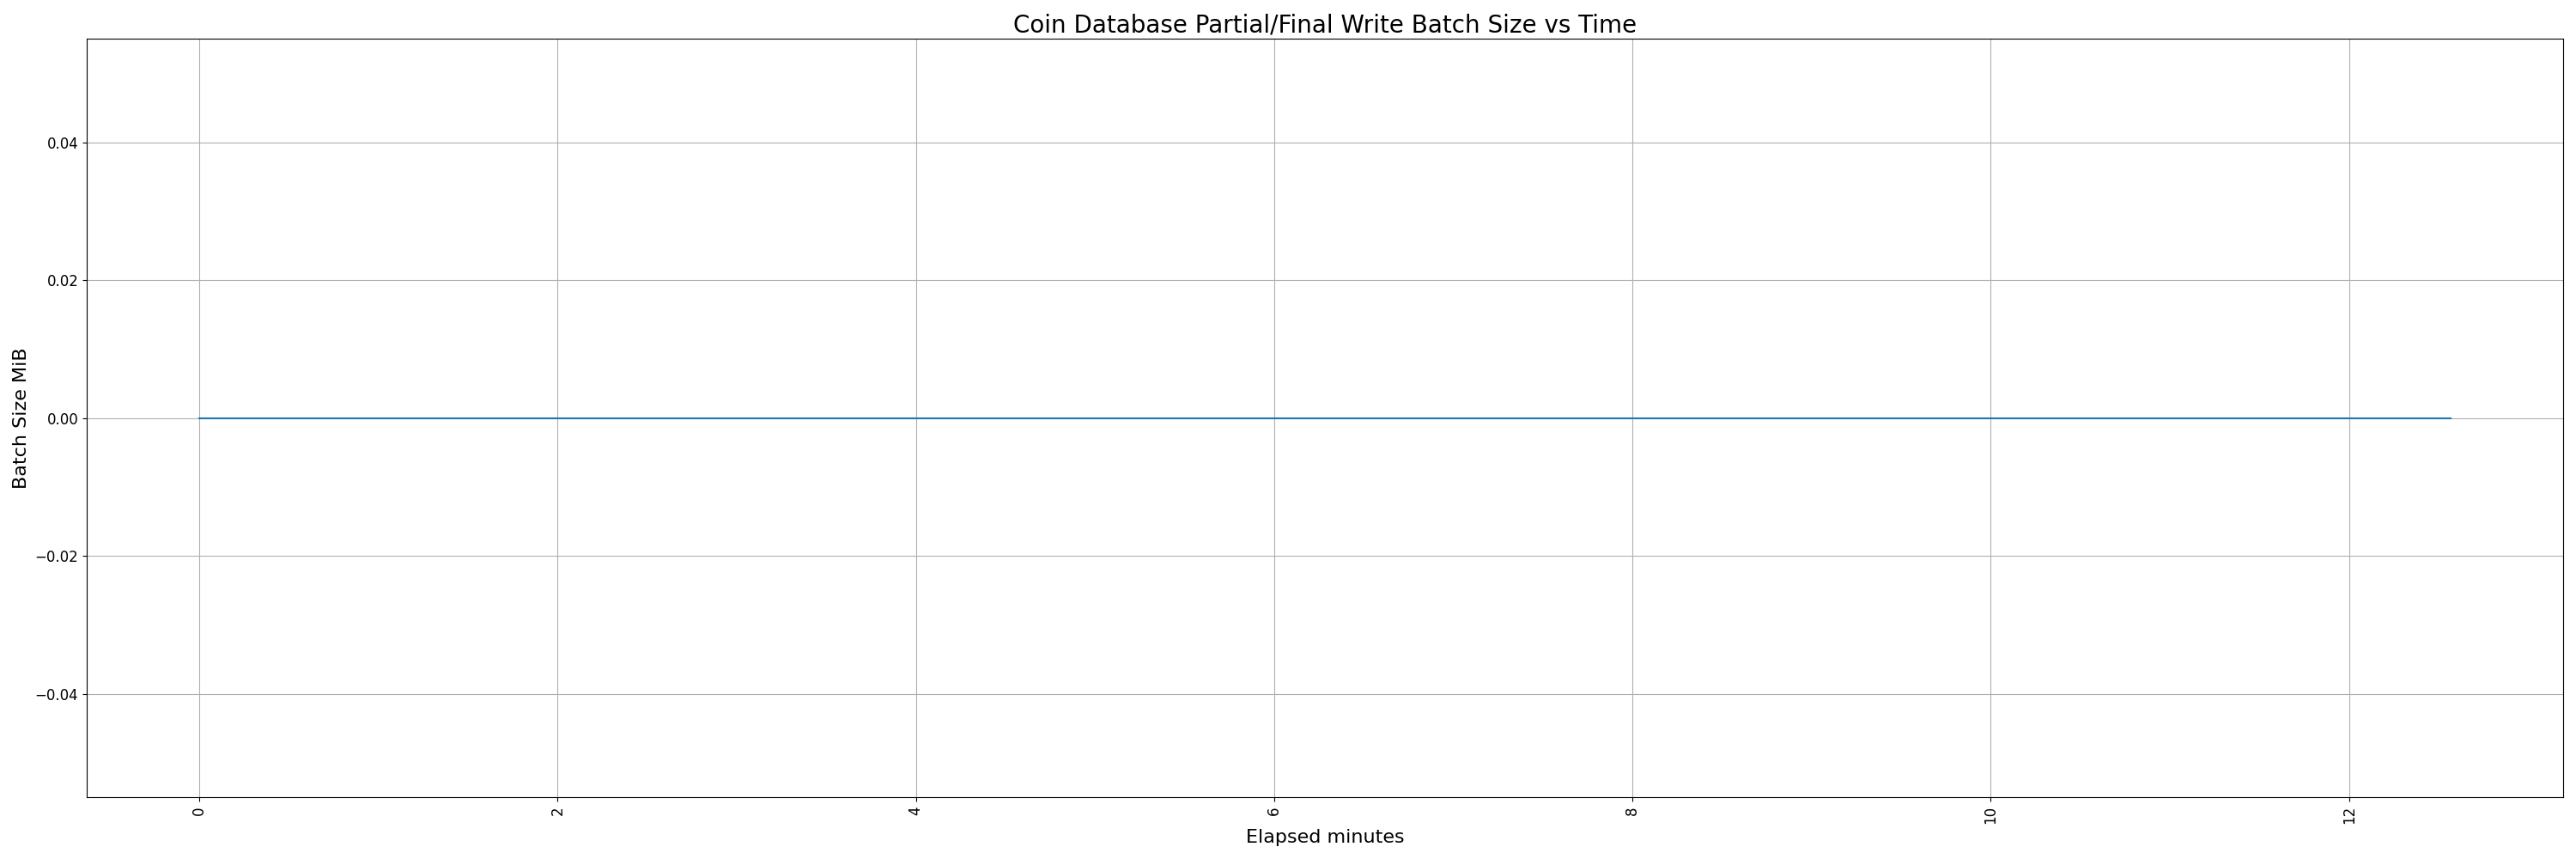 Coin Database Partial/Final Write Batch Size vs Time
Batch Size MiB
0.04
0.02
0.00
−0.02
−0.04
0 2 4 6 8 10 12
Elapsed minutes